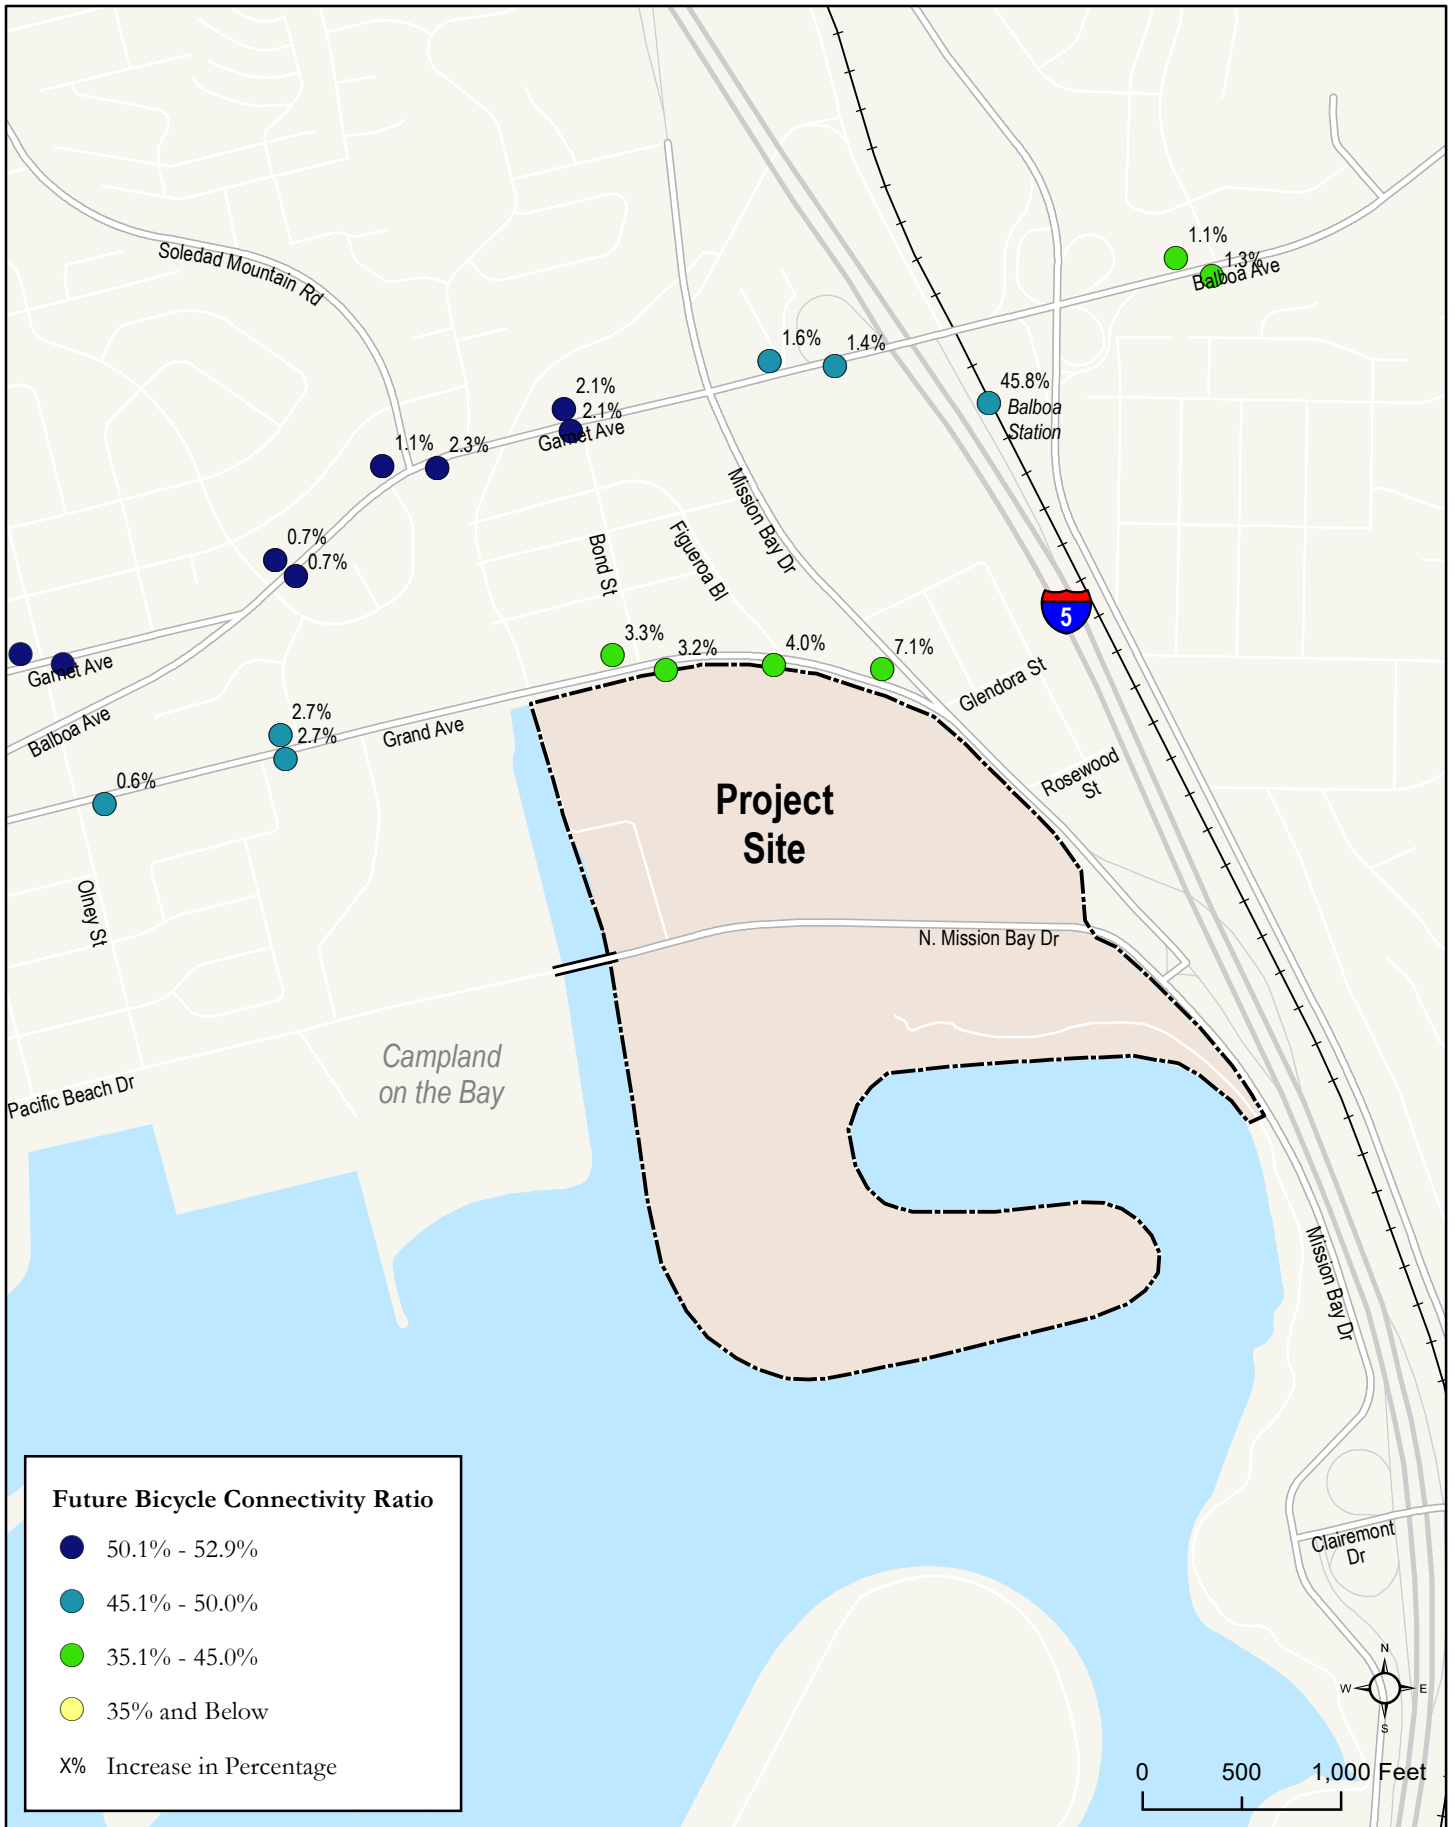 1.1%
1.3%
Balboa Ave
Soledad Mountain Rd
1.6%
1.4%
45.8%
Balboa
Station
2.1%
2.1%
Garnet Ave
1.1%
2.3%
Mission Bay Dr
Figueroa Bl
Bond St
0.7%
0.7%
5
3.3%
3.2%
4.0%
7.1%
Garnet Ave
Glendora St
Balboa Ave
2.7%
2.7%
Grand Ave
Rosewood
St
0.6%
Project
Site
Olney St
N. Mission Bay Dr
Campland
on the Bay
Pacific Beach Dr
Mission Bay Dr
Clairemont
Dr
Future Bicycle Connectivity Ratio
50.1% - 52.9%
45.1% - 50.0%
35.1% - 45.0%
35% and Below
X% Increase in Percentage
N
W E
S
0 500 1,000 Feet